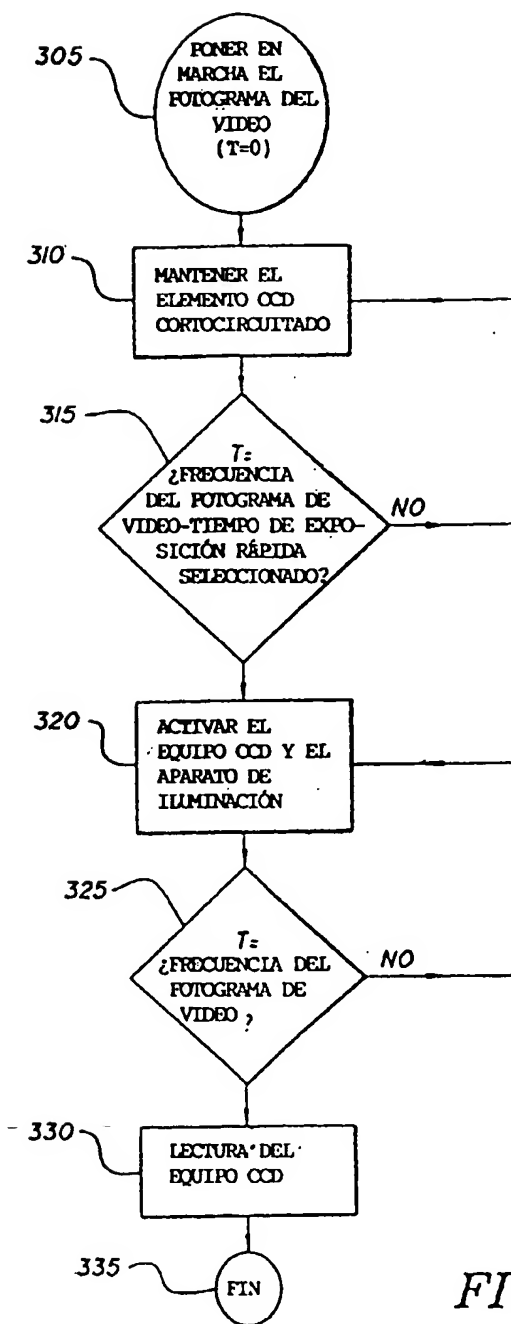 305
PONER EN
MARCHA EL
FOTOGRAMA DEL
VIDEO
(T=0)
310
MANTENER EL
ELEMENTO CCD
CORTOCIRCUITADO
315
T=
¿FRECUENCIA
DEL FOTOGRAMA DE
VIDEO-TIEMPO DE EXPO-
SICIÓN RÁPIDA
SELECCIONADO?
NO
320
ACTIVAR EL
EQUIPO CCD Y EL
APARATO DE
ILUMINACIÓN
325
T=
¿FRECUENCIA DEL
FOTOGRAMA DE
VIDEO?
NO
330
LECTURA DEL
EQUIPO CCD
335
FIN
FI